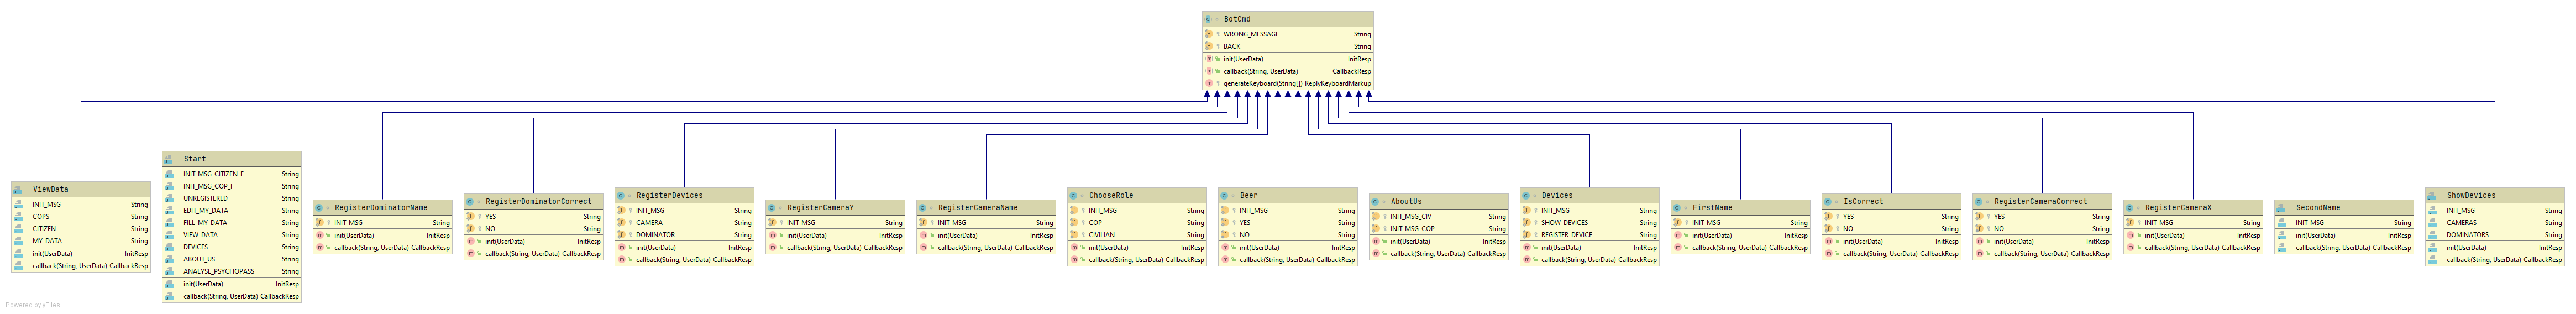 BotCmd
WRONG_MESSAGE String
BACK String
init(UserData) InitResp
callback(String, UserData) CallbackResp
generateKeyboard(String[]) ReplyKeyboardMarkup
ViewData
INIT_MSG String
COPS String
CITIZEN String
MY_DATA String
init(UserData) InitResp
callback(String, UserData) CallbackResp
Start
INIT_MSG_CITIZEN_F String
INIT_MSG_COP_F String
UNREGISTERED String
EDIT_MY_DATA String
FILL_MY_DATA String
VIEW_DATA String
DEVICES String
ABOUT_US String
ANALYSE_PSYCHOPASS String
init(UserData) InitResp
callback(String, UserData) CallbackResp
RegisterDominatorName
INIT_MSG String
init(UserData) InitResp
callback(String, UserData) CallbackResp
RegisterDominatorCorrect
YES String
NO String
init(UserData) InitResp
callback(String, UserData) CallbackResp
RegisterDevices
INIT_MSG String
CAMERA String
DOMINATOR String
init(UserData) InitResp
callback(String, UserData) CallbackResp
RegisterCameraY
INIT_MSG String
init(UserData) InitResp
callback(String, UserData) CallbackResp
RegisterCameraName
INIT_MSG String
init(UserData) InitResp
callback(String, UserData) CallbackResp
ChooseRole
INIT_MSG String
COP String
CIVILIAN String
init(UserData) InitResp
callback(String, UserData) CallbackResp
Beer
INIT_MSG String
YES String
NO String
init(UserData) InitResp
callback(String, UserData) CallbackResp
AboutUs
INIT_MSG_CIV String
INIT_MSG_COP String
init(UserData) InitResp
callback(String, UserData) CallbackResp
Devices
INIT_MSG String
SHOW_DEVICES String
REGISTER_DEVICE String
init(UserData) InitResp
callback(String, UserData) CallbackResp
FirstName
INIT_MSG String
init(UserData) InitResp
callback(String, UserData) CallbackResp
IsCorrect
YES String
NO String
init(UserData) InitResp
callback(String, UserData) CallbackResp
RegisterCameraCorrect
YES String
NO String
init(UserData) InitResp
callback(String, UserData) CallbackResp
RegisterCameraX
INIT_MSG String
init(UserData) InitResp
callback(String, UserData) CallbackResp
SecondName
INIT_MSG String
init(UserData) InitResp
callback(String, UserData) CallbackResp
ShowDevices
INIT_MSG String
CAMERAS String
DOMINATORS String
init(UserData) InitResp
callback(String, UserData) CallbackResp
Powered by yFiles